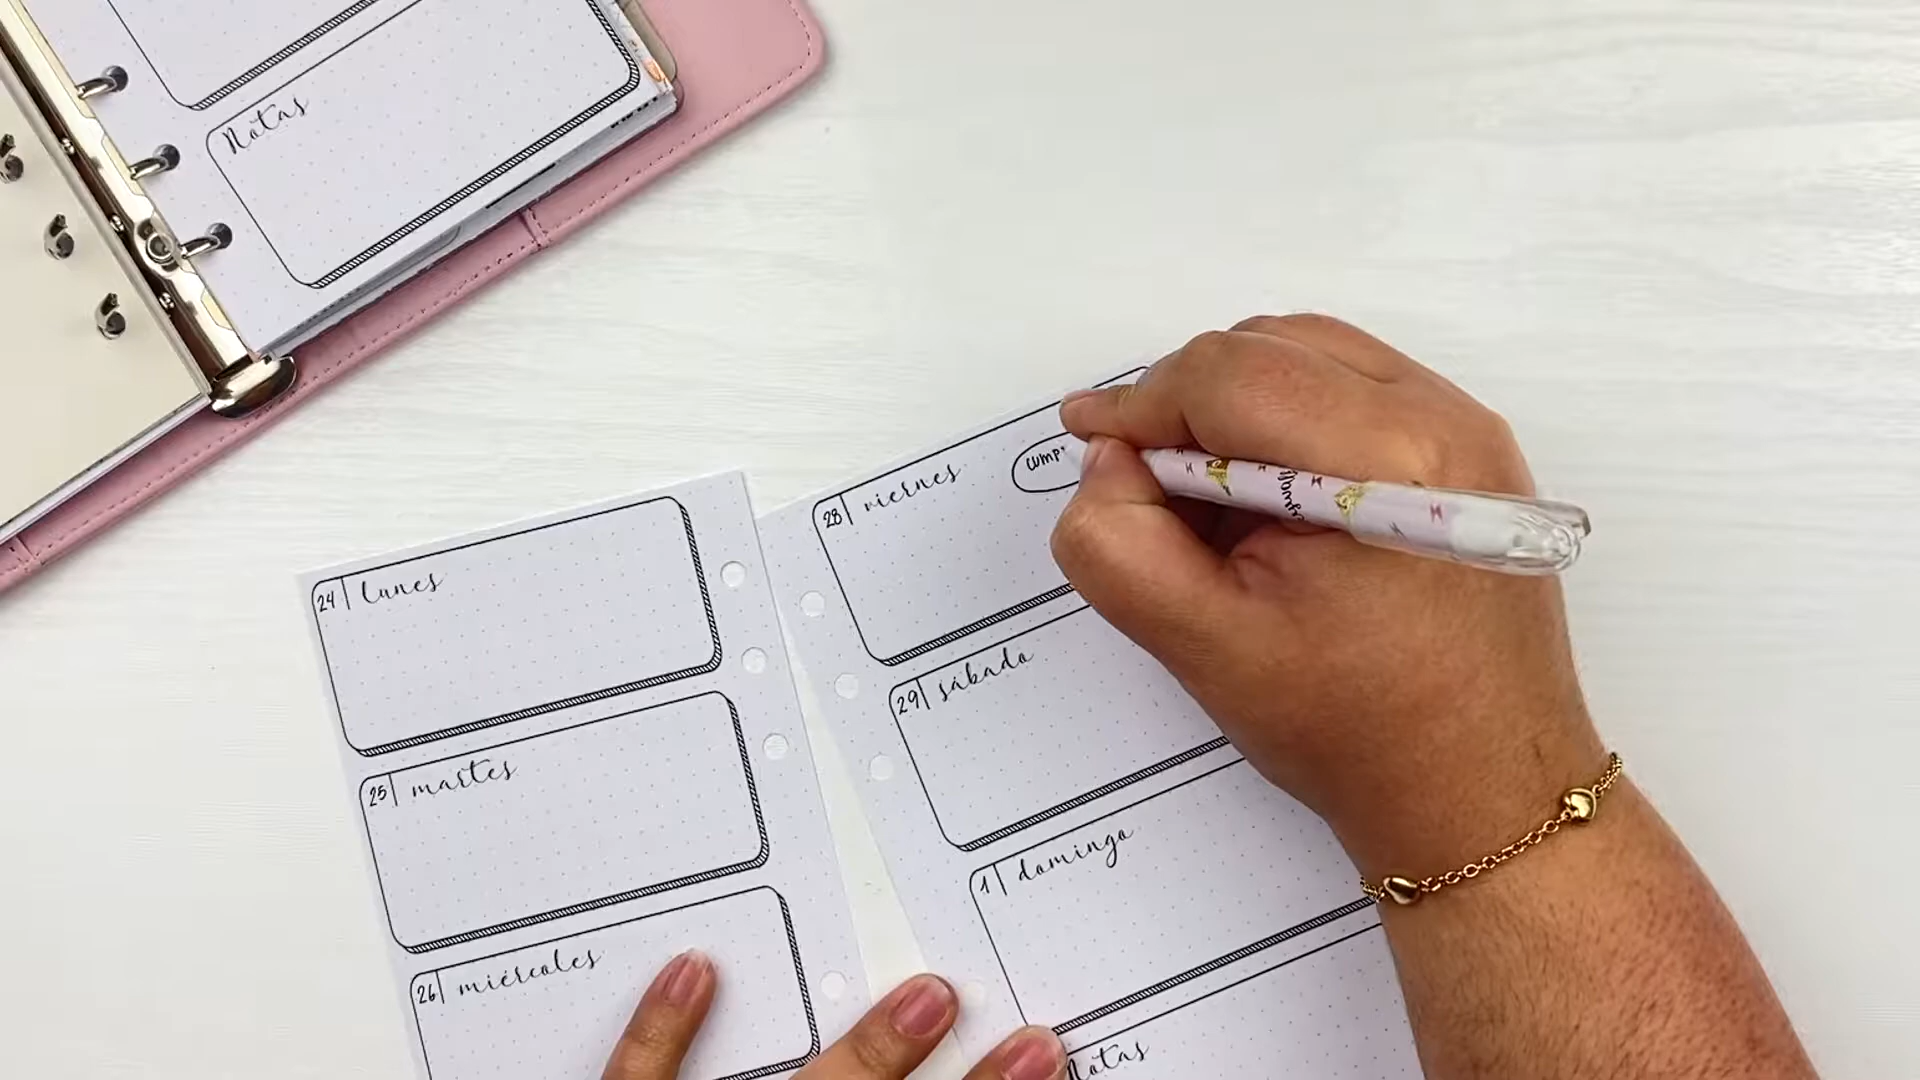 Notas
24 lunes
25 martes
26 miércoles
28 viernes
cump
29 sábado
1 domingo
Notas